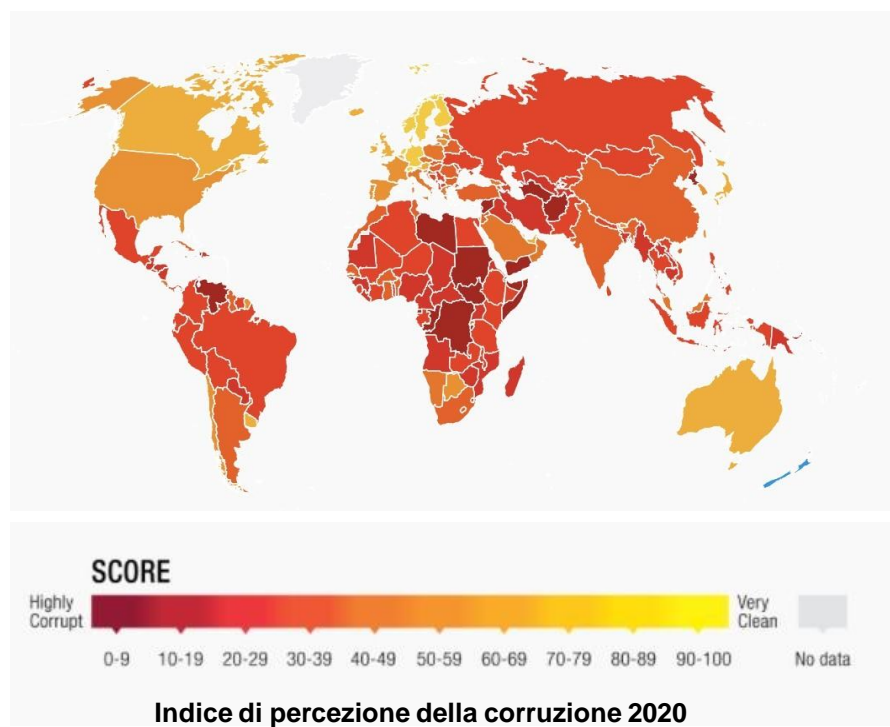 SCORE
Highly
Corrupt
Very
Clean
0-9 10-19 20-29 30-39 40-49 50-59 60-69 70-79 80-89 90-100 No data
Indice di percezione della corruzione 2020